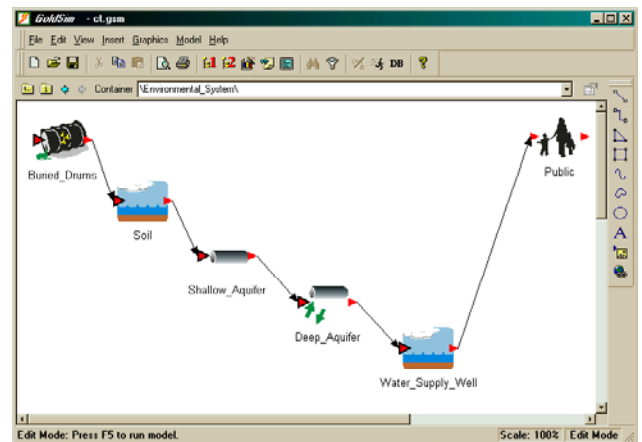 GoldSim - ct.gsm
File Edit View Insert Graphics Model Help
DB
Container \Environmental_System\
Buried_Drums
Public
Soil
Shallow_Aquifer
Deep_Aquifer
Water_Supply_Well
A
Edit Mode: Press F5 to run model.
Scale: 100% Edit Mode